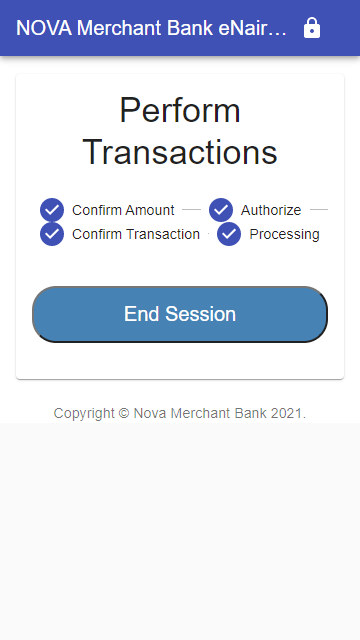 NOVA Merchant Bank eNair…
Perform
Transactions
Confirm Amount Authorize
Confirm Transaction Processing
End Session
Copyright © Nova Merchant Bank 2021.